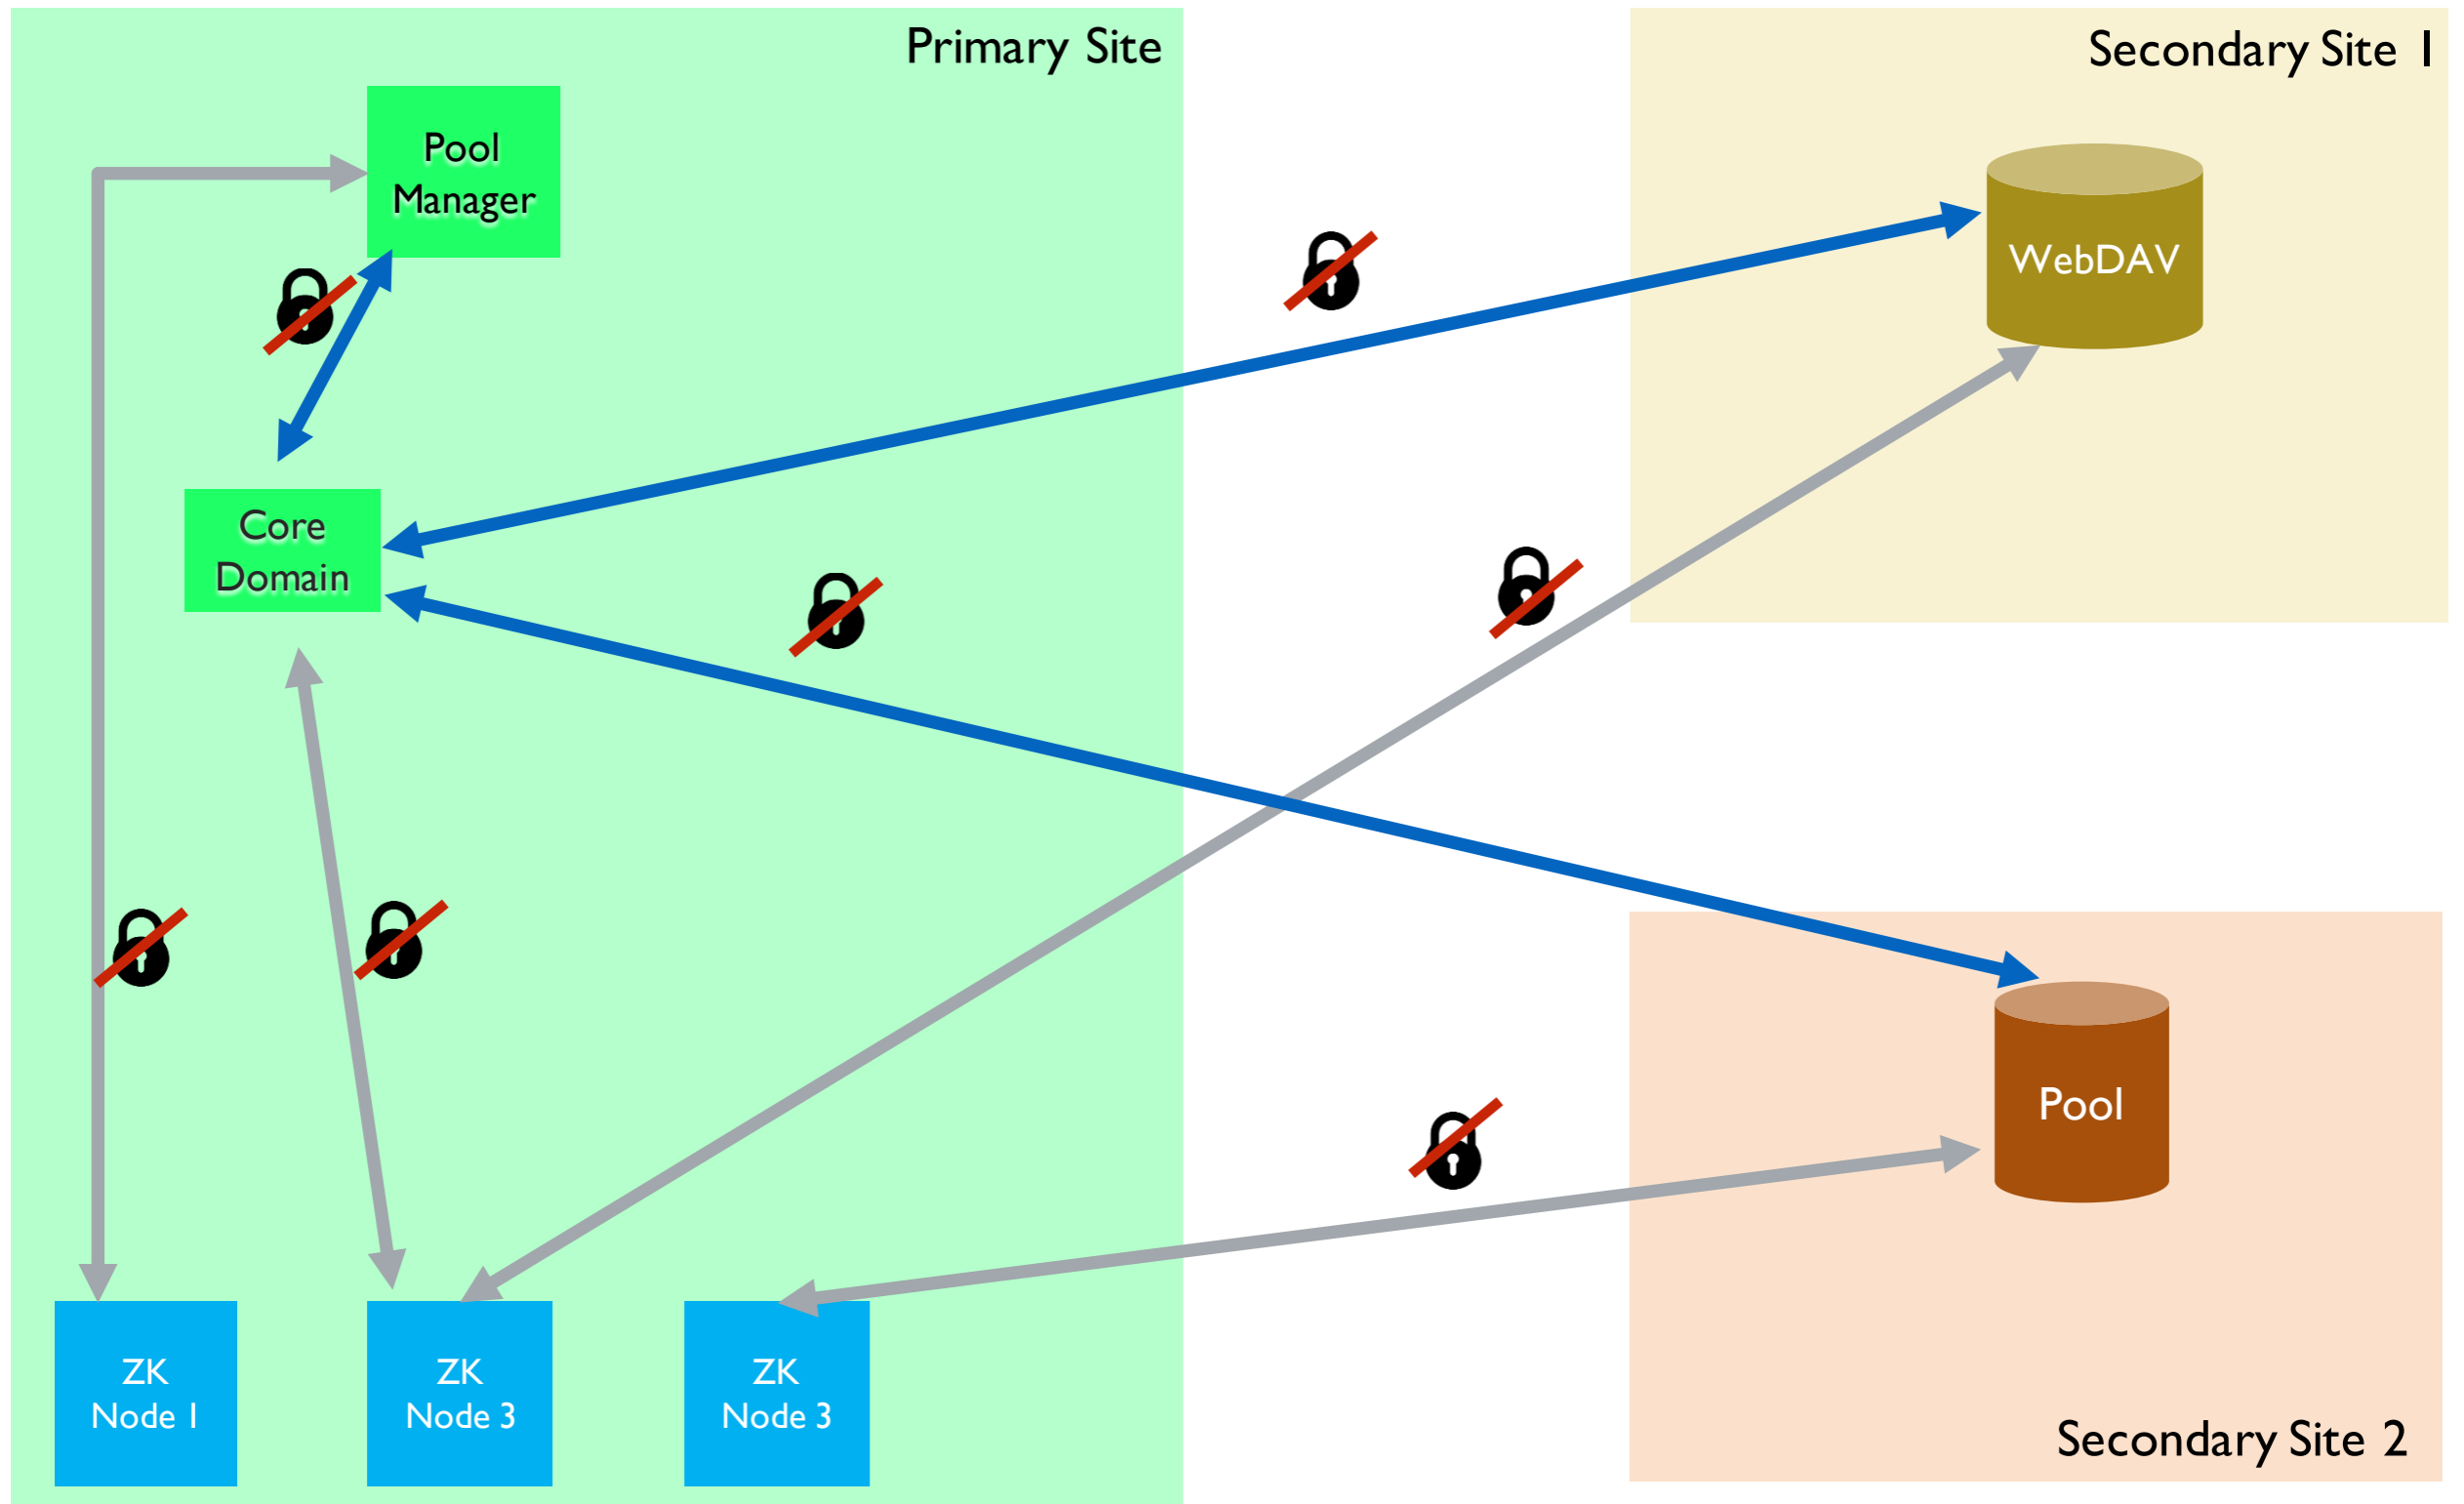 Primary Site
Secondary Site 1
Pool
Manager
WebDAV
Core
Domain
Pool
ZK
Node 1
ZK
Node 3
ZK
Node 3
Secondary Site 2